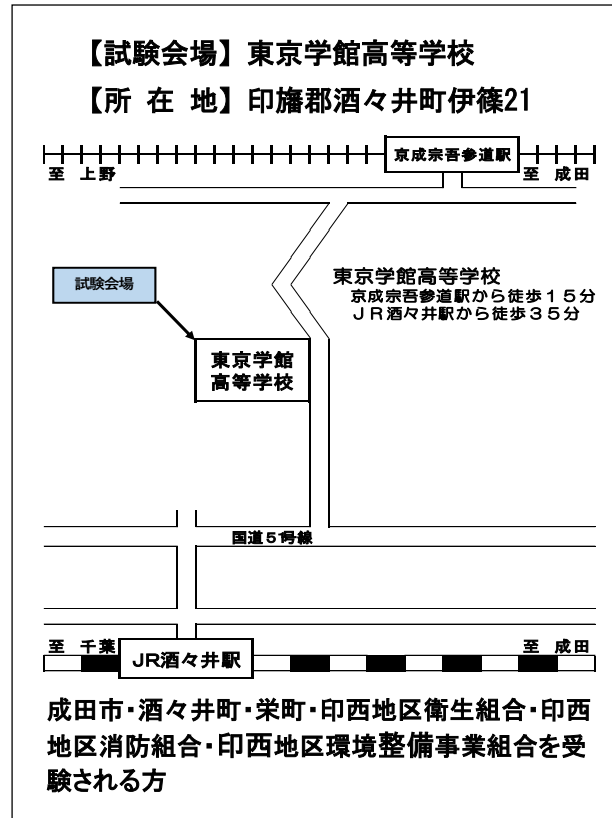 【試験会場】東京学館高等学校
【所 在 地】印旛郡酒々井町伊篠21
京成宗吾参道駅
至 上野
至 成田
試験会場
東京学館高等学校
京成宗吾参道駅から徒歩15分
JR酒々井駅から徒歩35分
東京学館
高等学校
国道51号線
至 千葉
JR酒々井駅
至 成田
成田市・酒々井町・栄町・印西地区衛生組合・印西
地区消防組合・印西地区環境整備事業組合を受
験される方